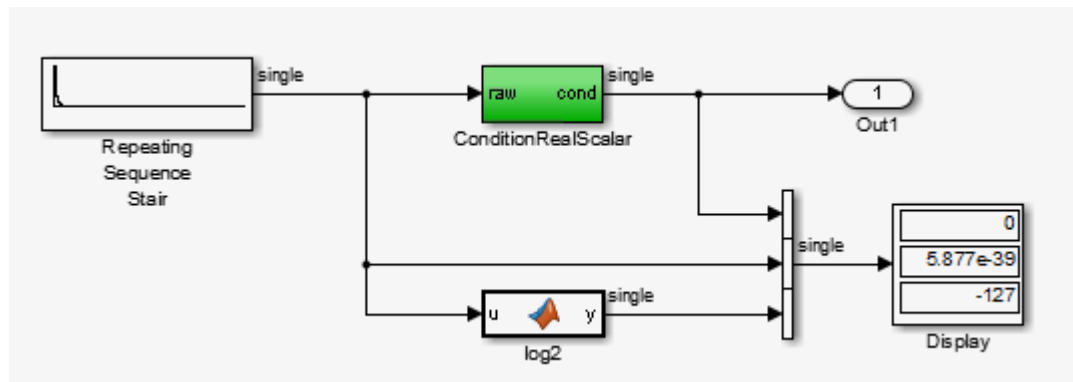 single
single
raw cond
1
ConditionRealScalar
Out1
Repeating
Sequence
Stair
0
single
5.877e-39
single
-127
u y
log2
Display